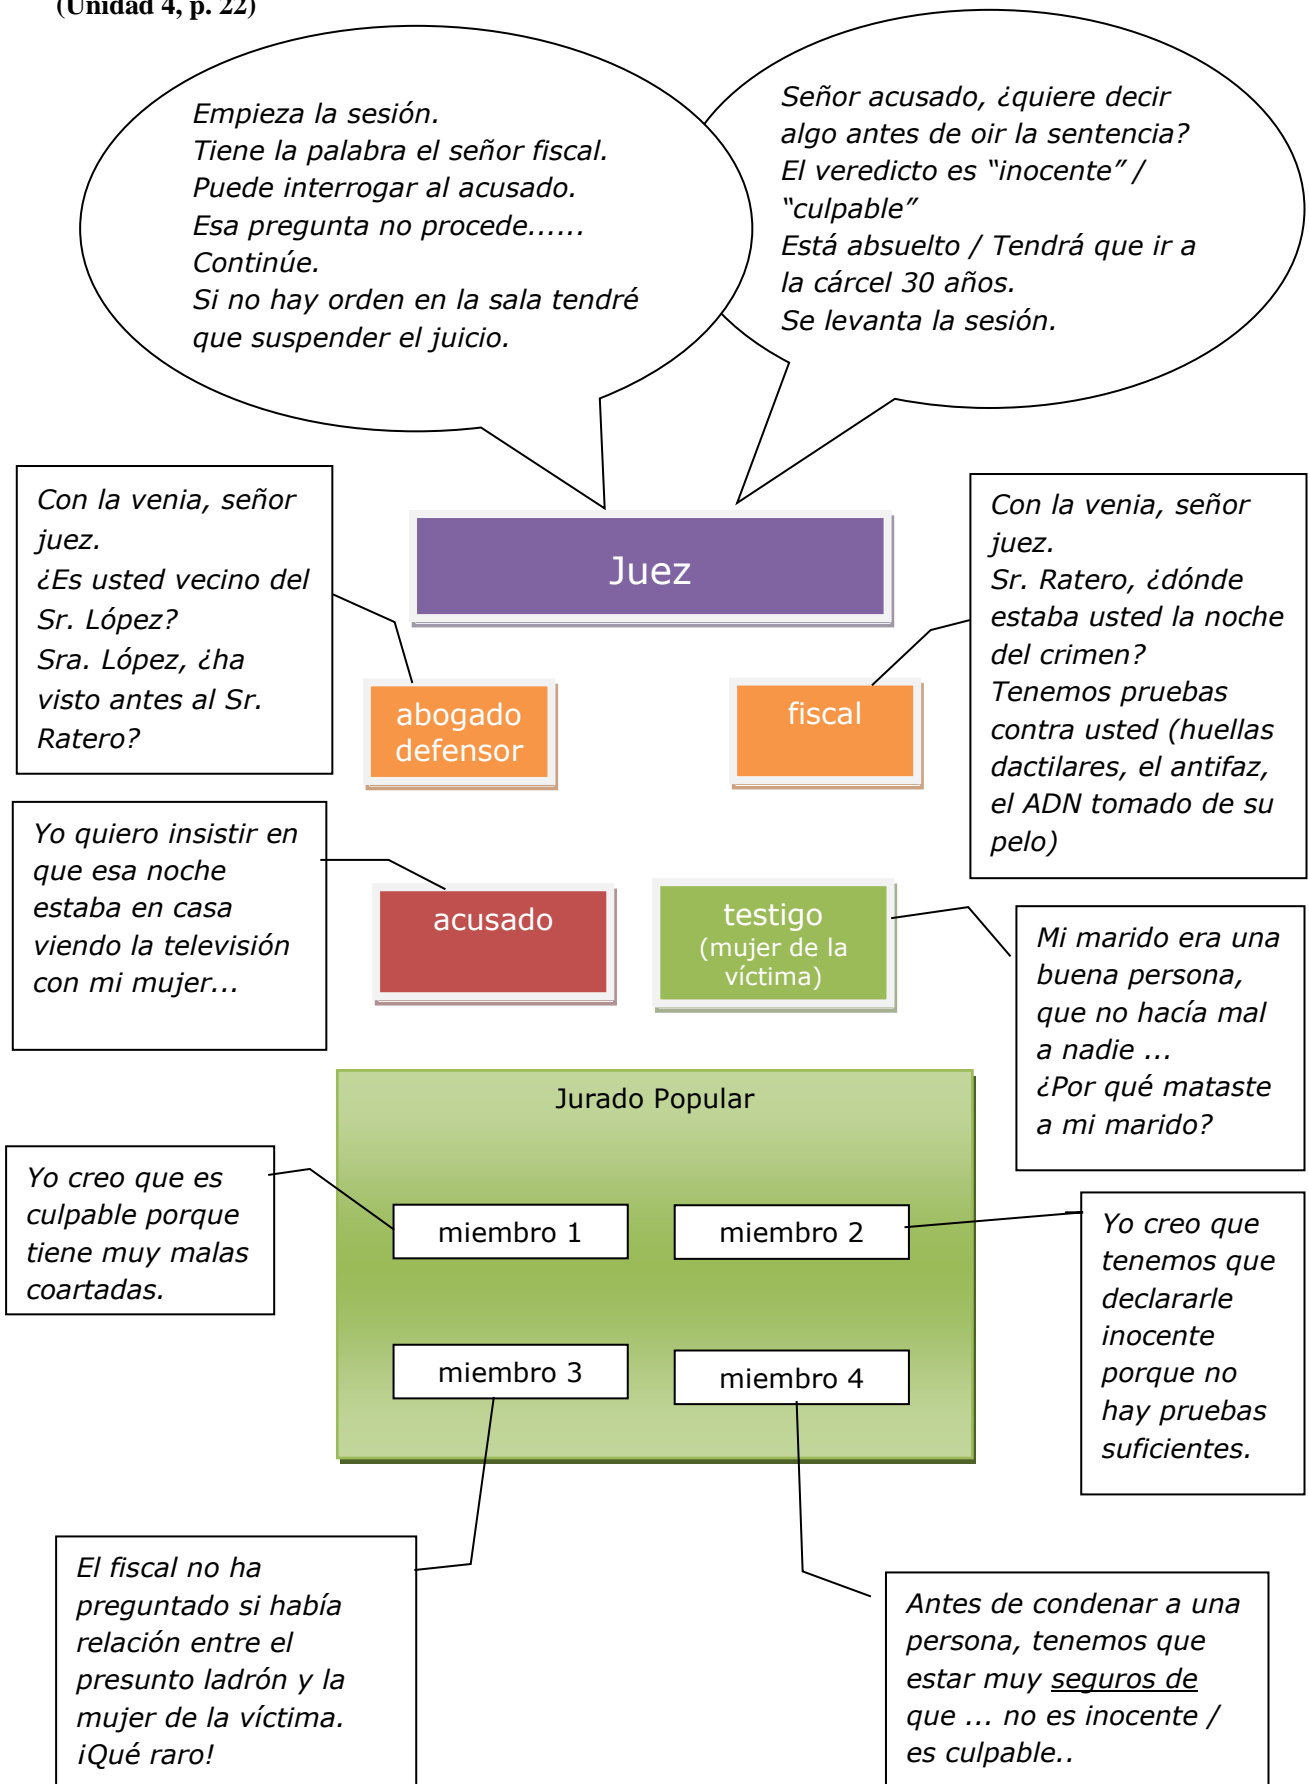 (Unidad 4, p. 22)
Empieza la sesión.
Tiene la palabra el señor fiscal.
Puede interrogar al acusado.
Esa pregunta no procede......
Continúe.
Si no hay orden en la sala tendré
que suspender el juicio.
Señor acusado, ¿quiere decir
algo antes de oir la sentencia?
El veredicto es “inocente” /
“culpable”
Está absuelto / Tendrá que ir a
la cárcel 30 años.
Se levanta la sesión.
Con la venia, señor
juez.
¿Es usted vecino del
Sr. López?
Sra. López, ¿ha
visto antes al Sr.
Ratero?
Juez
Con la venia, señor
juez.
Sr. Ratero, ¿dónde
estaba usted la noche
del crimen?
Tenemos pruebas
contra usted (huellas
dactilares, el antifaz,
el ADN tomado de su
pelo)
abogado
defensor
fiscal
Yo quiero insistir en
que esa noche
estaba en casa
viendo la televisión
con mi mujer...
acusado
testigo
(mujer de la
víctima)
Mi marido era una
buena persona,
que no hacía mal
a nadie ...
¿Por qué mataste
a mi marido?
Jurado Popular
Yo creo que es
culpable porque
tiene muy malas
coartadas.
miembro 1
miembro 2
Yo creo que
tenemos que
declararle
inocente
porque no
hay pruebas
suficientes.
miembro 3
miembro 4
El fiscal no ha
preguntado si había
relación entre el
presunto ladrón y la
mujer de la víctima.
¡Qué raro!
Antes de condenar a una
persona, tenemos que
estar muy seguros de
que ... no es inocente /
es culpable..